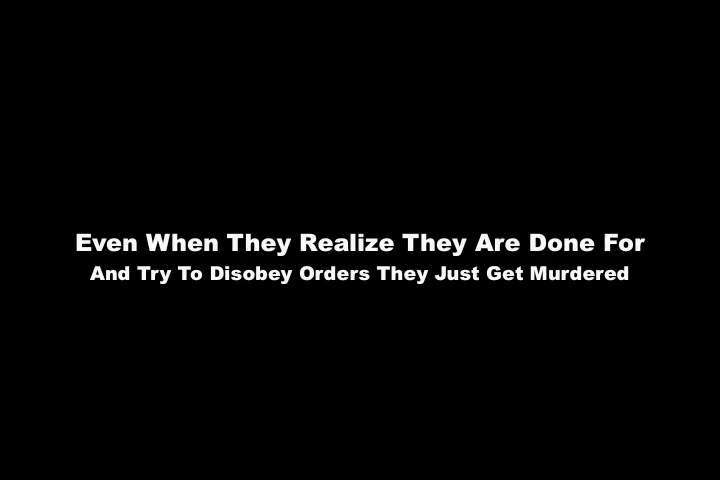 Even When They Realize They Are Done For
And Try To Disobey Orders They Just Get Murdered